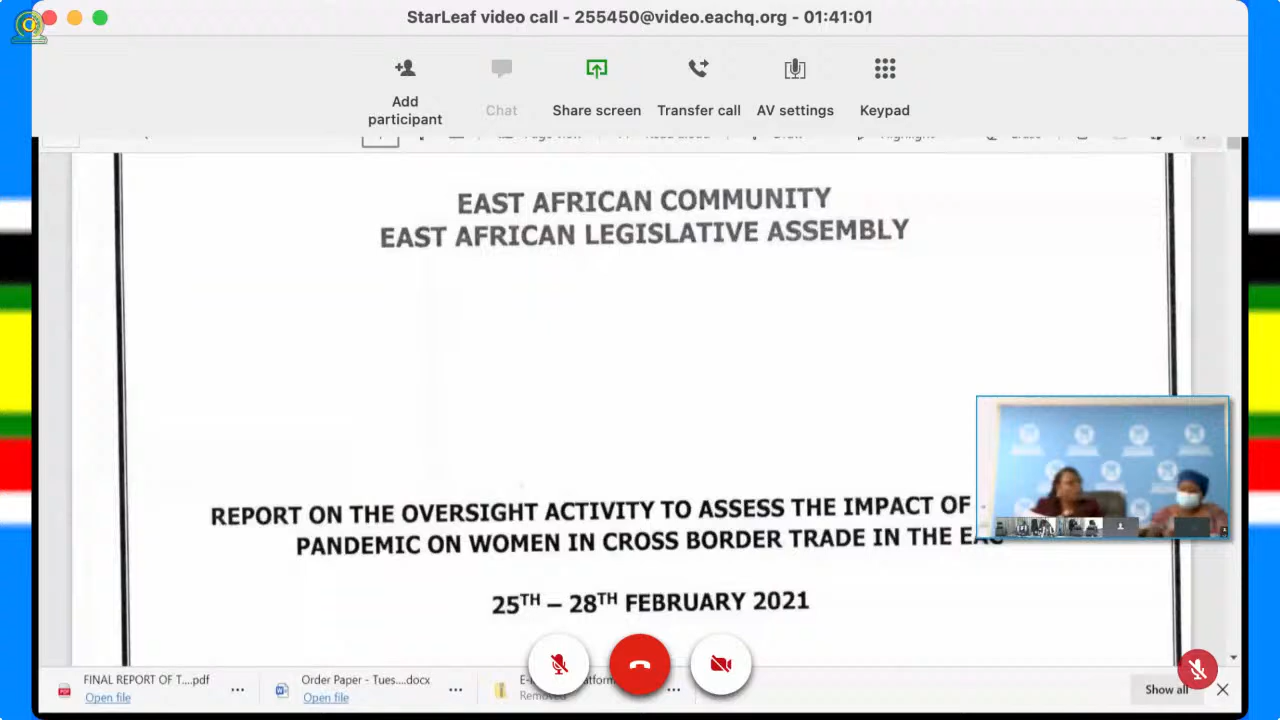 StarLeaf video call - 255450@video.eachq.org - 01:41:01
Add participant
Chat
Share screen
Transfer call
AV settings
Keypad
EAST AFRICAN COMMUNITY
EAST AFRICAN LEGISLATIVE ASSEMBLY
REPORT ON THE OVERSIGHT ACTIVITY TO ASSESS THE IMPACT OF
PANDEMIC ON WOMEN IN CROSS BORDER TRADE IN THE EAC
25TH – 28TH FEBRUARY 2021
FINAL REPORT OF T....pdf
Open file
Order Paper - Tues....docx
Open file
Removed
Show all